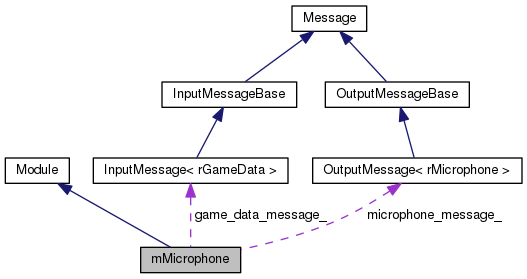 Message
InputMessageBase
OutputMessageBase
Module
InputMessage< rGameData >
OutputMessage< rMicrophone >
game_data_message_
microphone_message_
mMicrophone